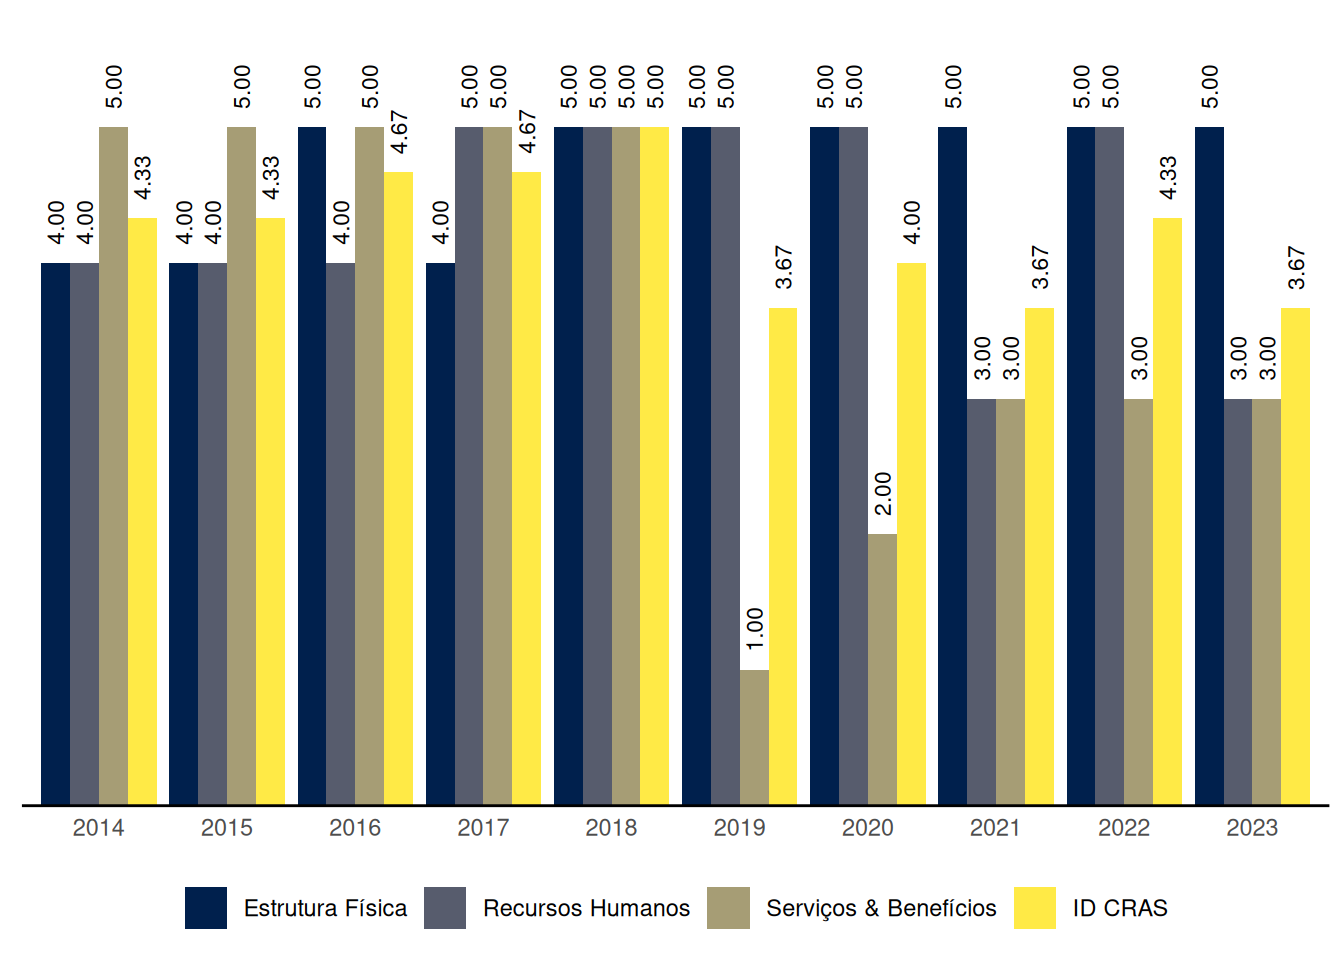 4.00 4.00 5.00 4.33 4.00 4.00 5.00 4.33 5.00 4.00 5.00 4.67 4.00 5.00 5.00 4.67 5.00 5.00 5.00 5.00 5.00 5.00 1.00 3.67 5.00 5.00 2.00 4.00 5.00 3.00 3.00 3.67 5.00 5.00 3.00 4.33 5.00 3.00 3.00 3.67
2014 2015 2016 2017 2018 2019 2020 2021 2022 2023
Estrutura Física Recursos Humanos Serviços & Benefícios ID CRAS